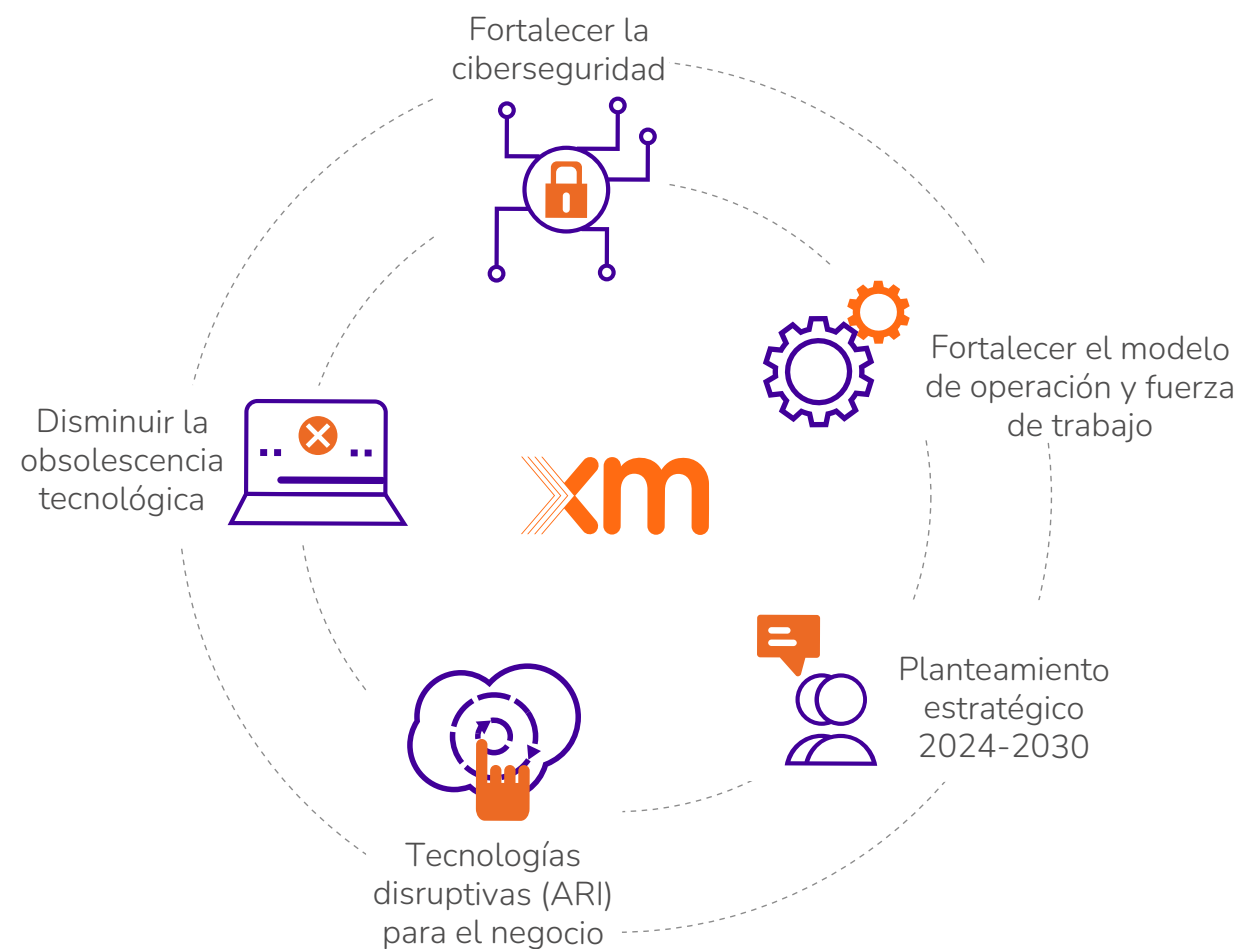 Fortalecer la
ciberseguridad
Fortalecer el modelo
de operación y fuerza
de trabajo
Disminuir la
obsolescencia
tecnológica
xm
Planteamiento
estratégico
2024-2030
Tecnologías
disruptivas (ARI)
para el negocio